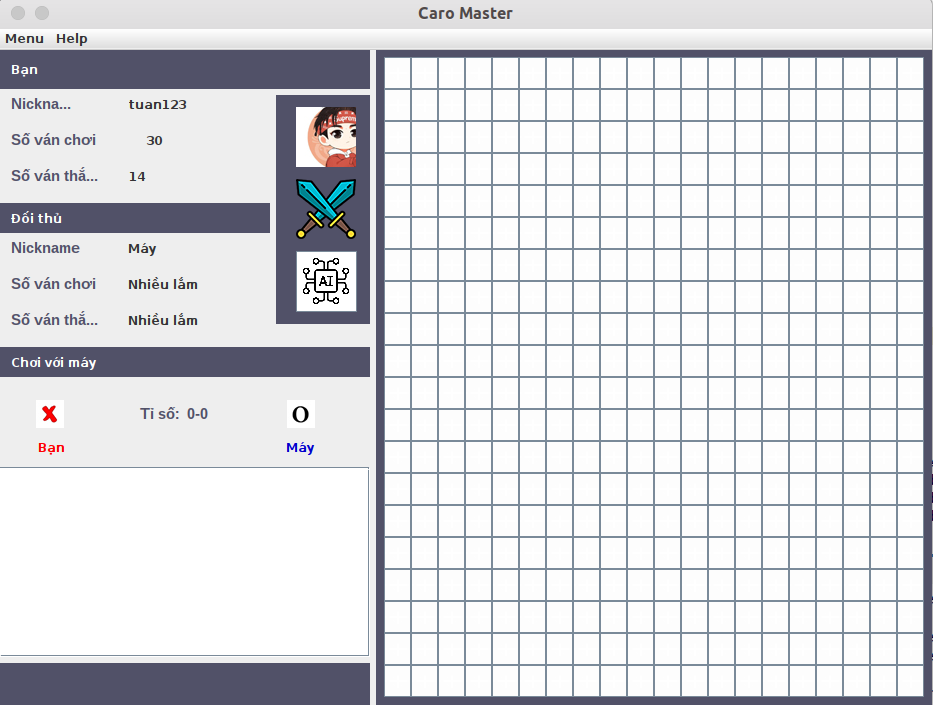 Caro Master
Menu Help
Bạn
Nickna... tuan123
Số ván chơi 30
Số ván thắ... 14
Đối thủ
Nickname Máy
Số ván chơi Nhiều lắm
Số ván thắ... Nhiều lắm
AI
Chơi với máy
X Tỉ số: 0-0 O
Bạn Máy